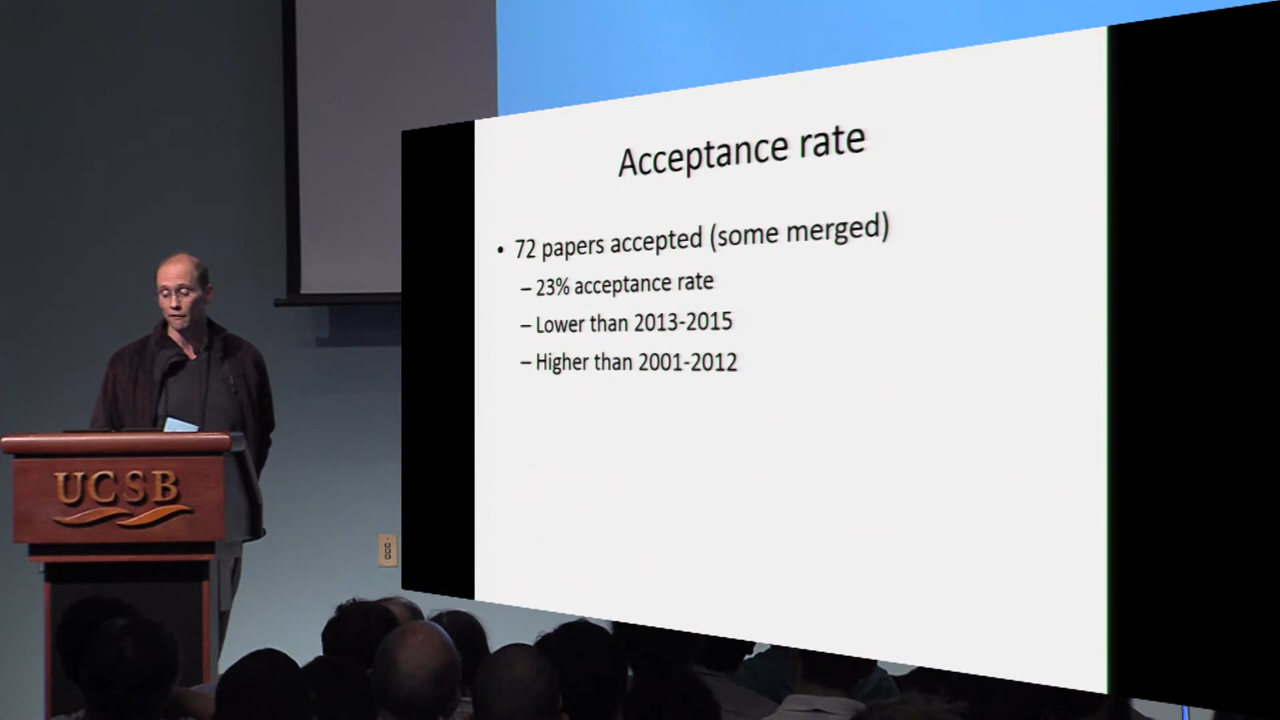 Acceptance rate
• 72 papers accepted (some merged)
– 23% acceptance rate
– Lower than 2013-2015
– Higher than 2001-2012
UCSB